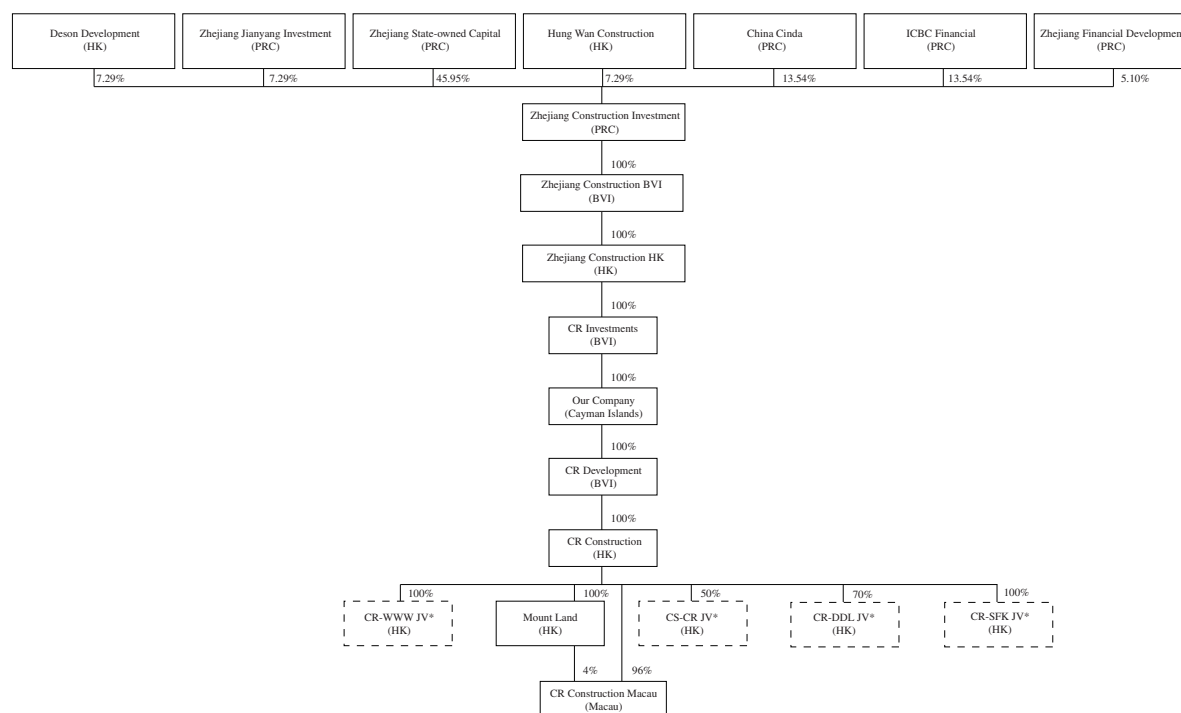 Deson Development
(HK)
Zhejiang Jianyang Investment
(PRC)
Zhejiang State-owned Capital
(PRC)
Hung Wan Construction
(HK)
China Cinda
(PRC)
ICBC Financial
(PRC)
Zhejiang Financial Development
(PRC)
7.29%
7.29%
45.95%
7.29%
13.54%
13.54%
5.10%
Zhejiang Construction Investment
(PRC)
100%
Zhejiang Construction BVI
(BVI)
100%
Zhejiang Construction HK
(HK)
100%
CR Investments
(BVI)
100%
Our Company
(Cayman Islands)
100%
CR Development
(BVI)
100%
CR Construction
(HK)
100%
100%
50%
70%
100%
CR-WWW JV*
(HK)
Mount Land
(HK)
CS-CR JV*
(HK)
CR-DDL JV*
(HK)
CR-SFK JV*
(HK)
4%
96%
CR Construction Macau
(Macau)